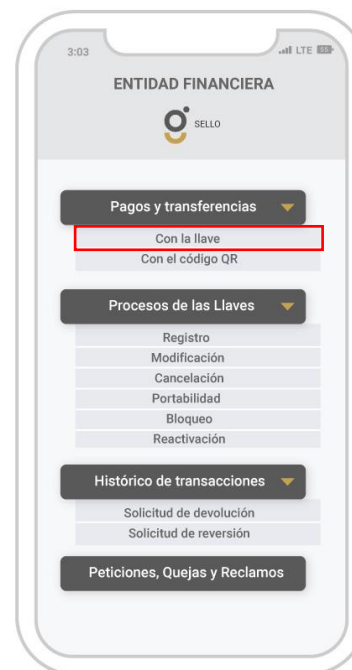 3:03 LTE
ENTIDAD FINANCIERA
SELLO
Pagos y transferencias
Con la llave
Con el código QR
Procesos de las Llaves
Registro
Modificación
Cancelación
Portabilidad
Bloqueo
Reactivación
Histórico de transacciones
Solicitud de devolución
Solicitud de reversión
Peticiones, Quejas y Reclamos